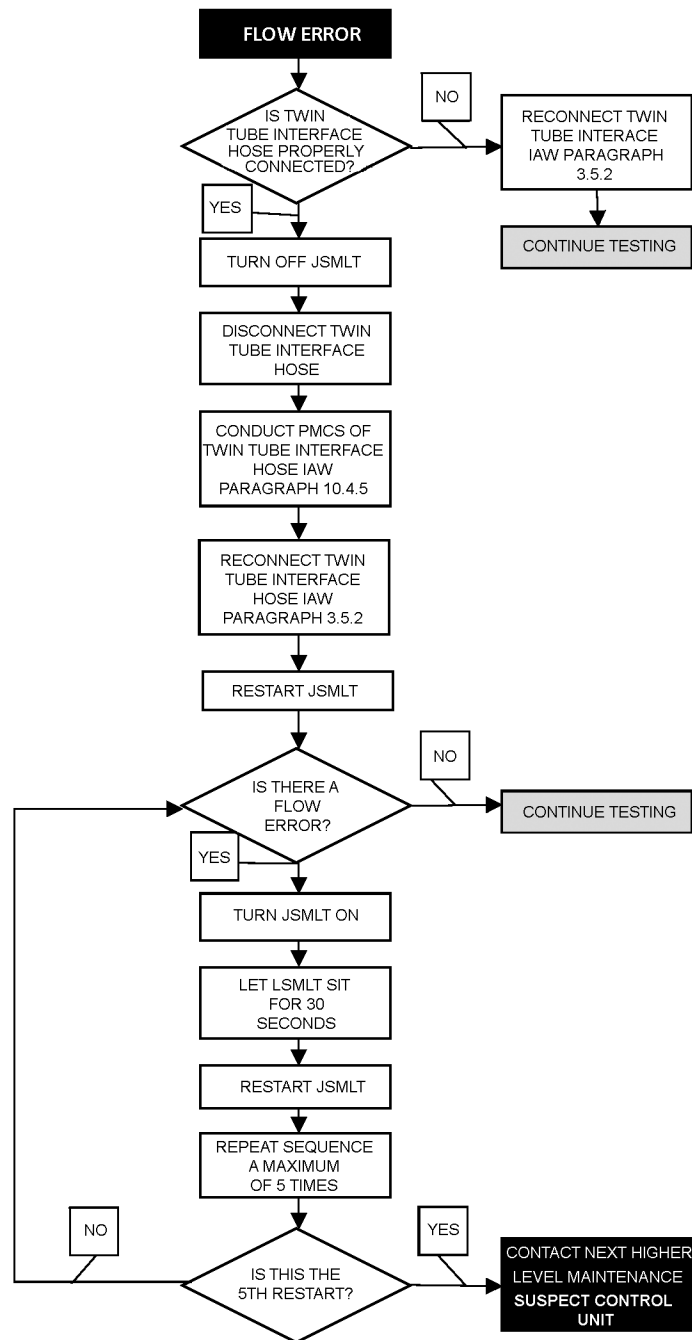 FLOW ERROR
IS TWIN
TUBE INTERFACE
HOSE PROPERLY
CONNECTED?
NO
RECONNECT TWIN
TUBE INTERACE
IAW PARAGRAPH
3.5.2
CONTINUE TESTING
YES
TURN OFF JSMLT
DISCONNECT TWIN
TUBE INTERFACE
HOSE
CONDUCT PMCS OF
TWIN TUBE INTERFACE
HOSE IAW
PARAGRAPH 10.4.5
RECONNECT TWIN
TUBE INTERFACE
HOSE IAW
PARAGRAPH 3.5.2
RESTART JSMLT
IS THERE A
FLOW
ERROR?
NO
CONTINUE TESTING
YES
TURN JSMLT ON
LET LSMLT SIT
FOR 30
SECONDS
RESTART JSMLT
REPEAT SEQUENCE
A MAXIMUM
OF 5 TIMES
IS THIS THE
5TH RESTART?
NO
YES
CONTACT NEXT HIGHER
LEVEL MAINTENANCE
SUSPECT CONTROL
UNIT